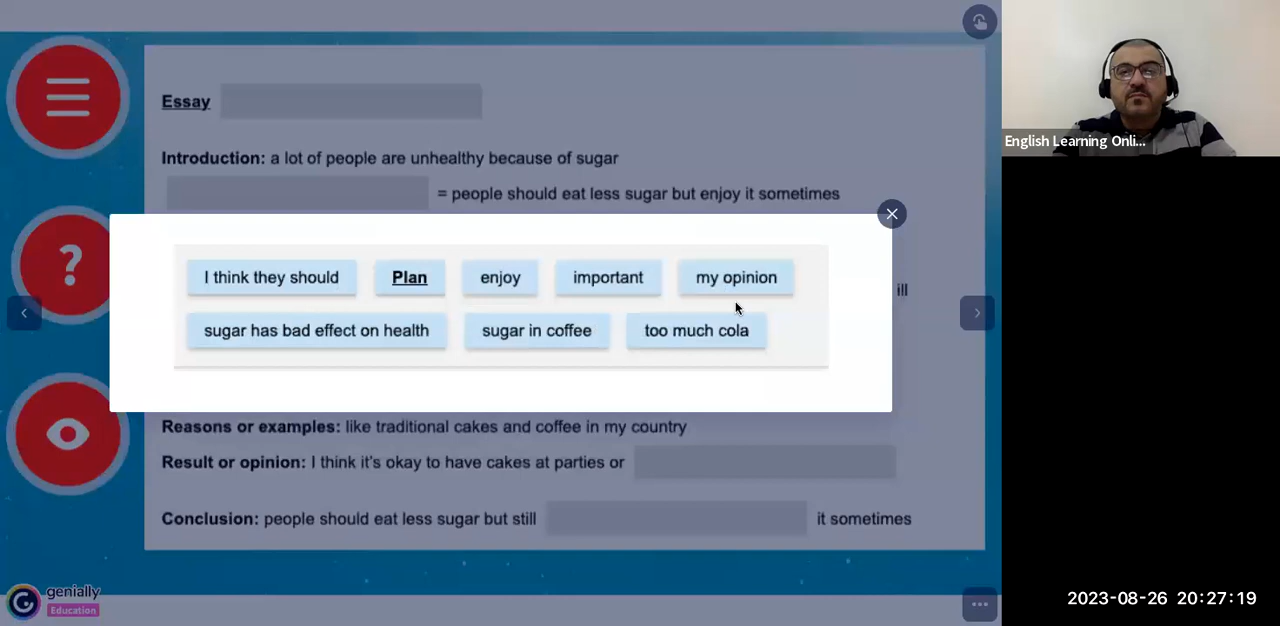 Essay
Introduction: a lot of people are unhealthy because of sugar
= people should eat less sugar but enjoy it sometimes
I think they should
Plan
enjoy
important
my opinion
sugar has bad effect on health
sugar in coffee
too much cola
ill
Reasons or examples: like traditional cakes and coffee in my country
Result or opinion: I think it's okay to have cakes at parties or
Conclusion: people should eat less sugar but still it sometimes
genially
Education
English Learning Onli...
2023-08-26 20:27:19